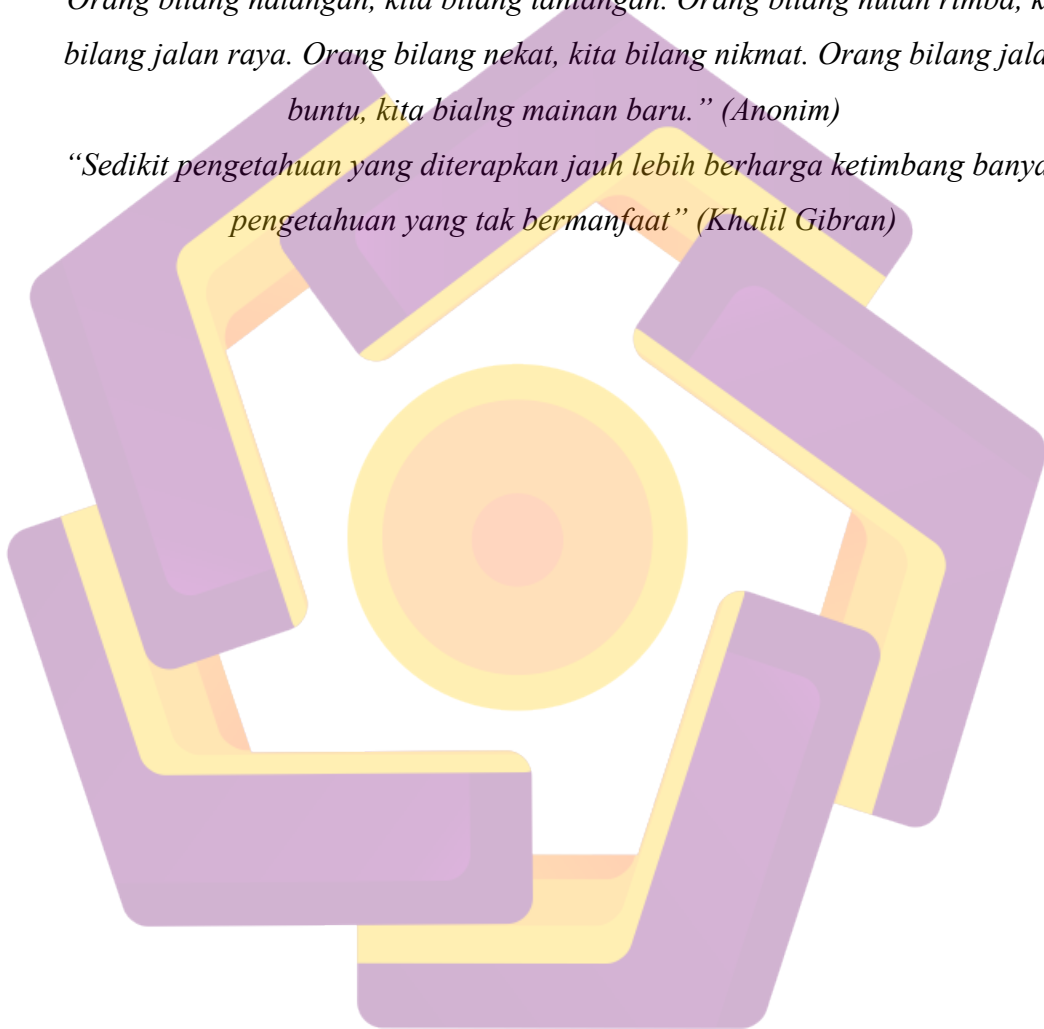 Orang bilang halangan, kita bilang tantangan. Orang bilang hutan rimba, k
bilang jalan raya. Orang bilang nekat, kita bilang nikmat. Orang bilang jala
buntu, kita bialng mainan baru.” (Anonim)
“Sedikit pengetahuan yang diterapkan jauh lebih berharga ketimbang banya
pengetahuan yang tak bermanfaat” (Khalil Gibran)